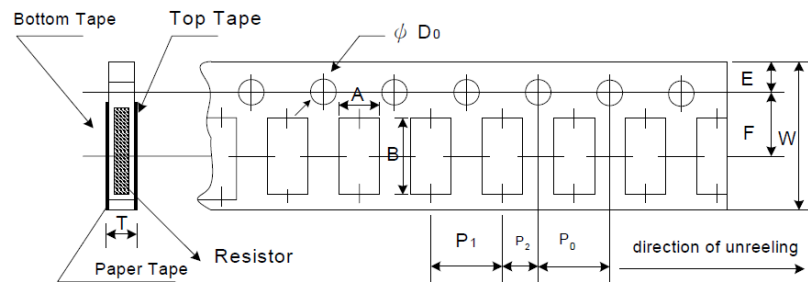 Bottom Tape
Top Tape
ψ D0
A
B
E
F
W
T
Resistor
Paper Tape
P1
P2
P0
direction of unreeling